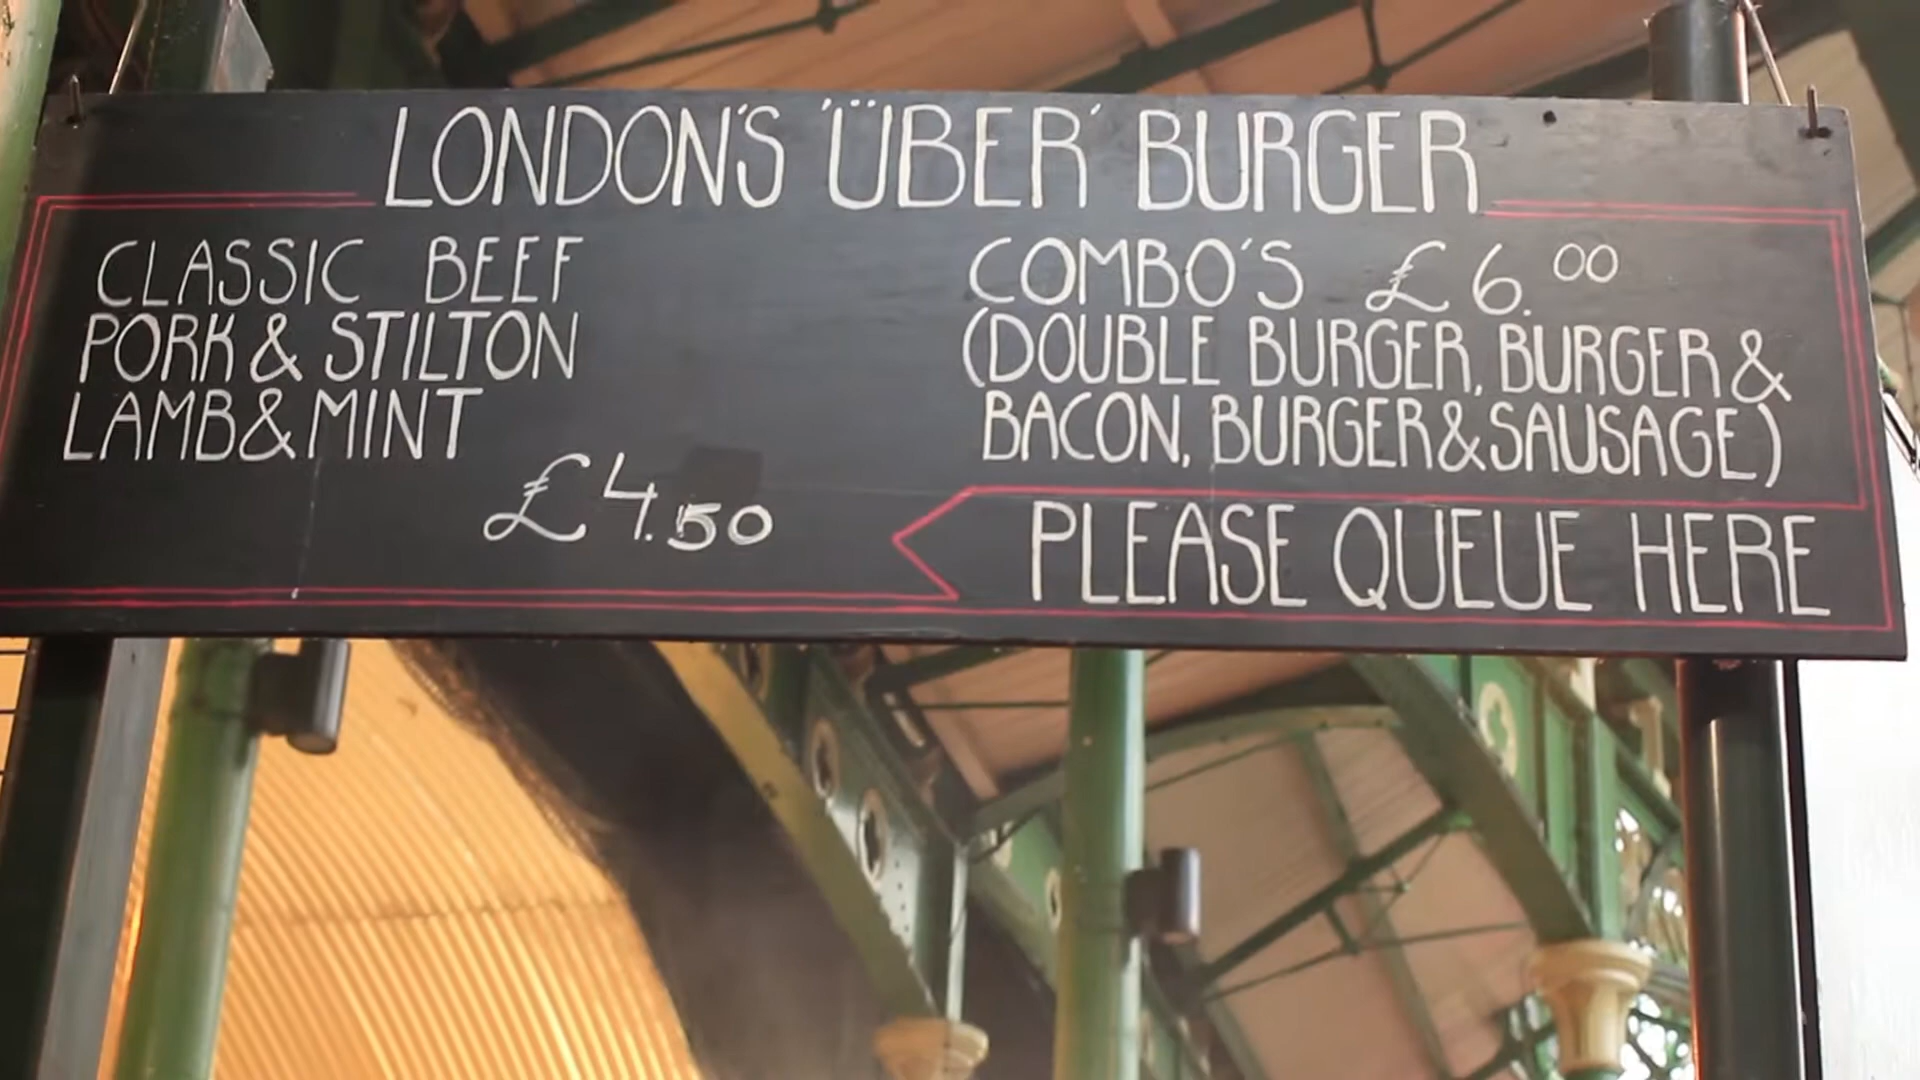 LONDON'S 'ÜBER' BURGER
CLASSIC BEEF
PORK & STILTON
LAMB & MINT
£4.50
COMBO'S £6.00
(DOUBLE BURGER, BURGER &
BACON, BURGER & SAUSAGE)
PLEASE QUEUE HERE